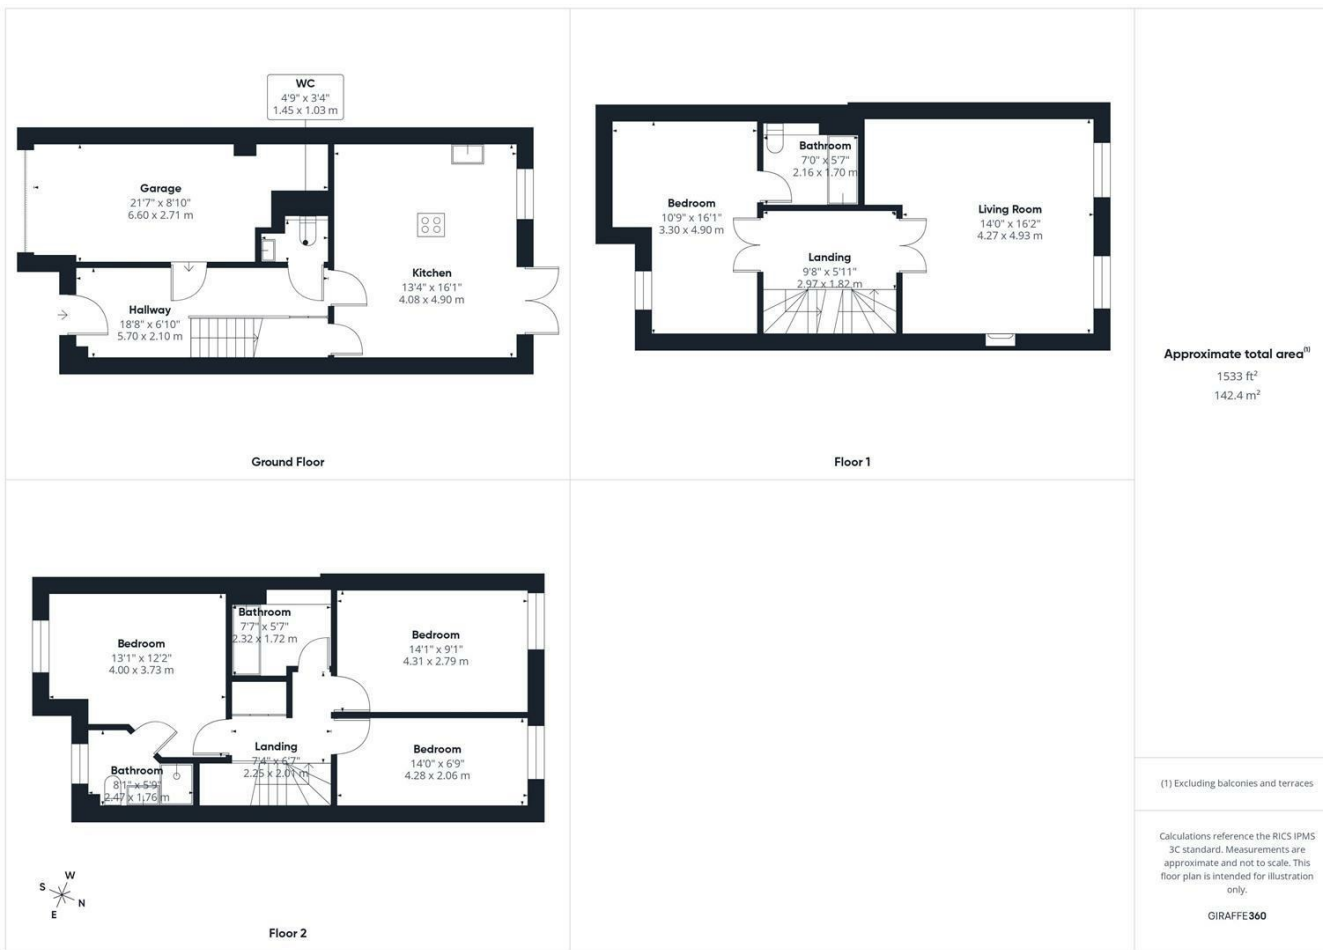 WC
4'9" x 3'4"
1.45 x 1.03 m
Garage
21'7" x 8'10"
6.60 x 2.71 m
Kitchen
13'4" x 16'1"
4.08 x 4.90 m
Hallway
18'8" x 6'10"
5.70 x 2.10 m
Ground Floor
Bathroom
7'0" x 5'7"
2.16 x 1.70 m
Bedroom
10'9" x 16'1"
3.30 x 4.90 m
Living Room
14'0" x 16'2"
4.27 x 4.93 m
Landing
9'8" x 5'11"
2.97 x 1.82 m
Floor 1
Approximate total area(1)
1533 ft²
142.4 m²
Bathroom
7'7" x 5'7"
2.32 x 1.72 m
Bedroom
13'1" x 12'2"
4.00 x 3.73 m
Bedroom
14'1" x 9'1"
4.31 x 2.79 m
Landing
7'4" x 6'7"
2.25 x 2.01 m
Bedroom
14'0" x 6'9"
4.28 x 2.06 m
Bathroom
8'1" x 5'9"
2.47 x 1.76 m
W
S
N
E
Floor 2
(1) Excluding balconies and terraces
Calculations reference the RICS IPMS
3C standard. Measurements are
approximate and not to scale. This
floor plan is intended for illustration
only.
GIRAFFE360